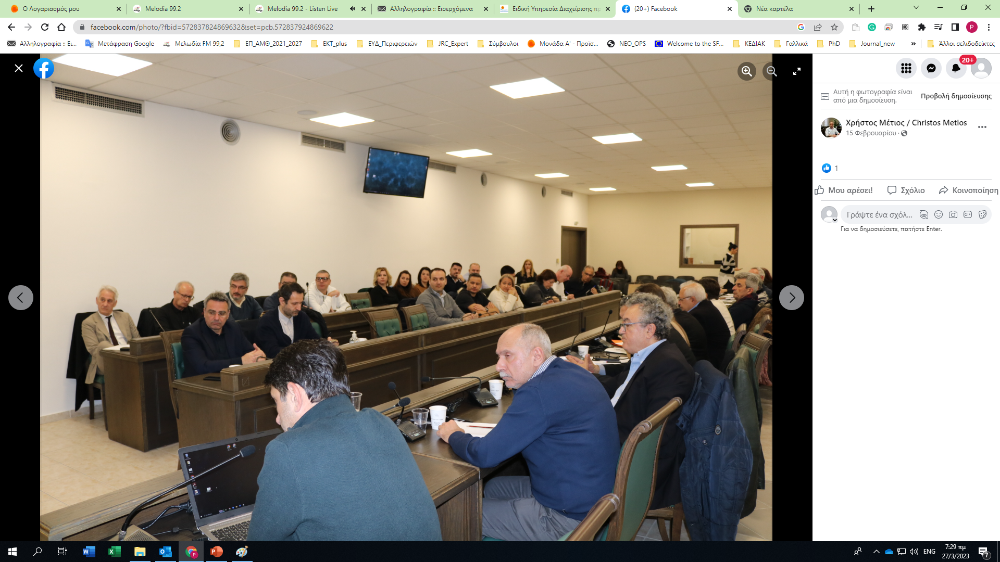 Ο Λογαριασμός μου
Melodia 99.2
Melodia 99.2 - Listen Live
Αλληλογραφία :: Εισερχόμενα
Ειδική Υπηρεσία Διαχείρισης πρ
(20+) Facebook
Νέα καρτέλα
facebook.com/photo/?fbid=572837824869632&set=pcb.572837924869622
Αλληλογραφία :: Ει...
Μετάφραση Google
Μελωδία FM 99,2
ΕΠ_ΑΜΘ_2021_2027
EKT_plus
ΕΥΔ_Περιφερειών
JRC_Expert
Σύμβουλοι
Μονάδα Α' - Προϊσ...
NEO_OPS
Welcome to the SF...
ΚΕΔΙΑΚ
Γαλλικά
PhD
Journal_new
»
Άλλοι σελιδοδείκτες
20+
Αυτή η φωτογραφία είναι
από μια δημοσίευση.
Προβολή δημοσίευσης
Χρήστος Μέτιος / Christos Metios
15 Φεβρουαρίου ·
1
Μου αρέσει!
Σχόλιο
Κοινοποίηση
Γράψτε ένα σχόλ...
Για να δημοσιεύσετε, πατήστε Enter.
ENG
7:29 πμ
27/3/2023
7